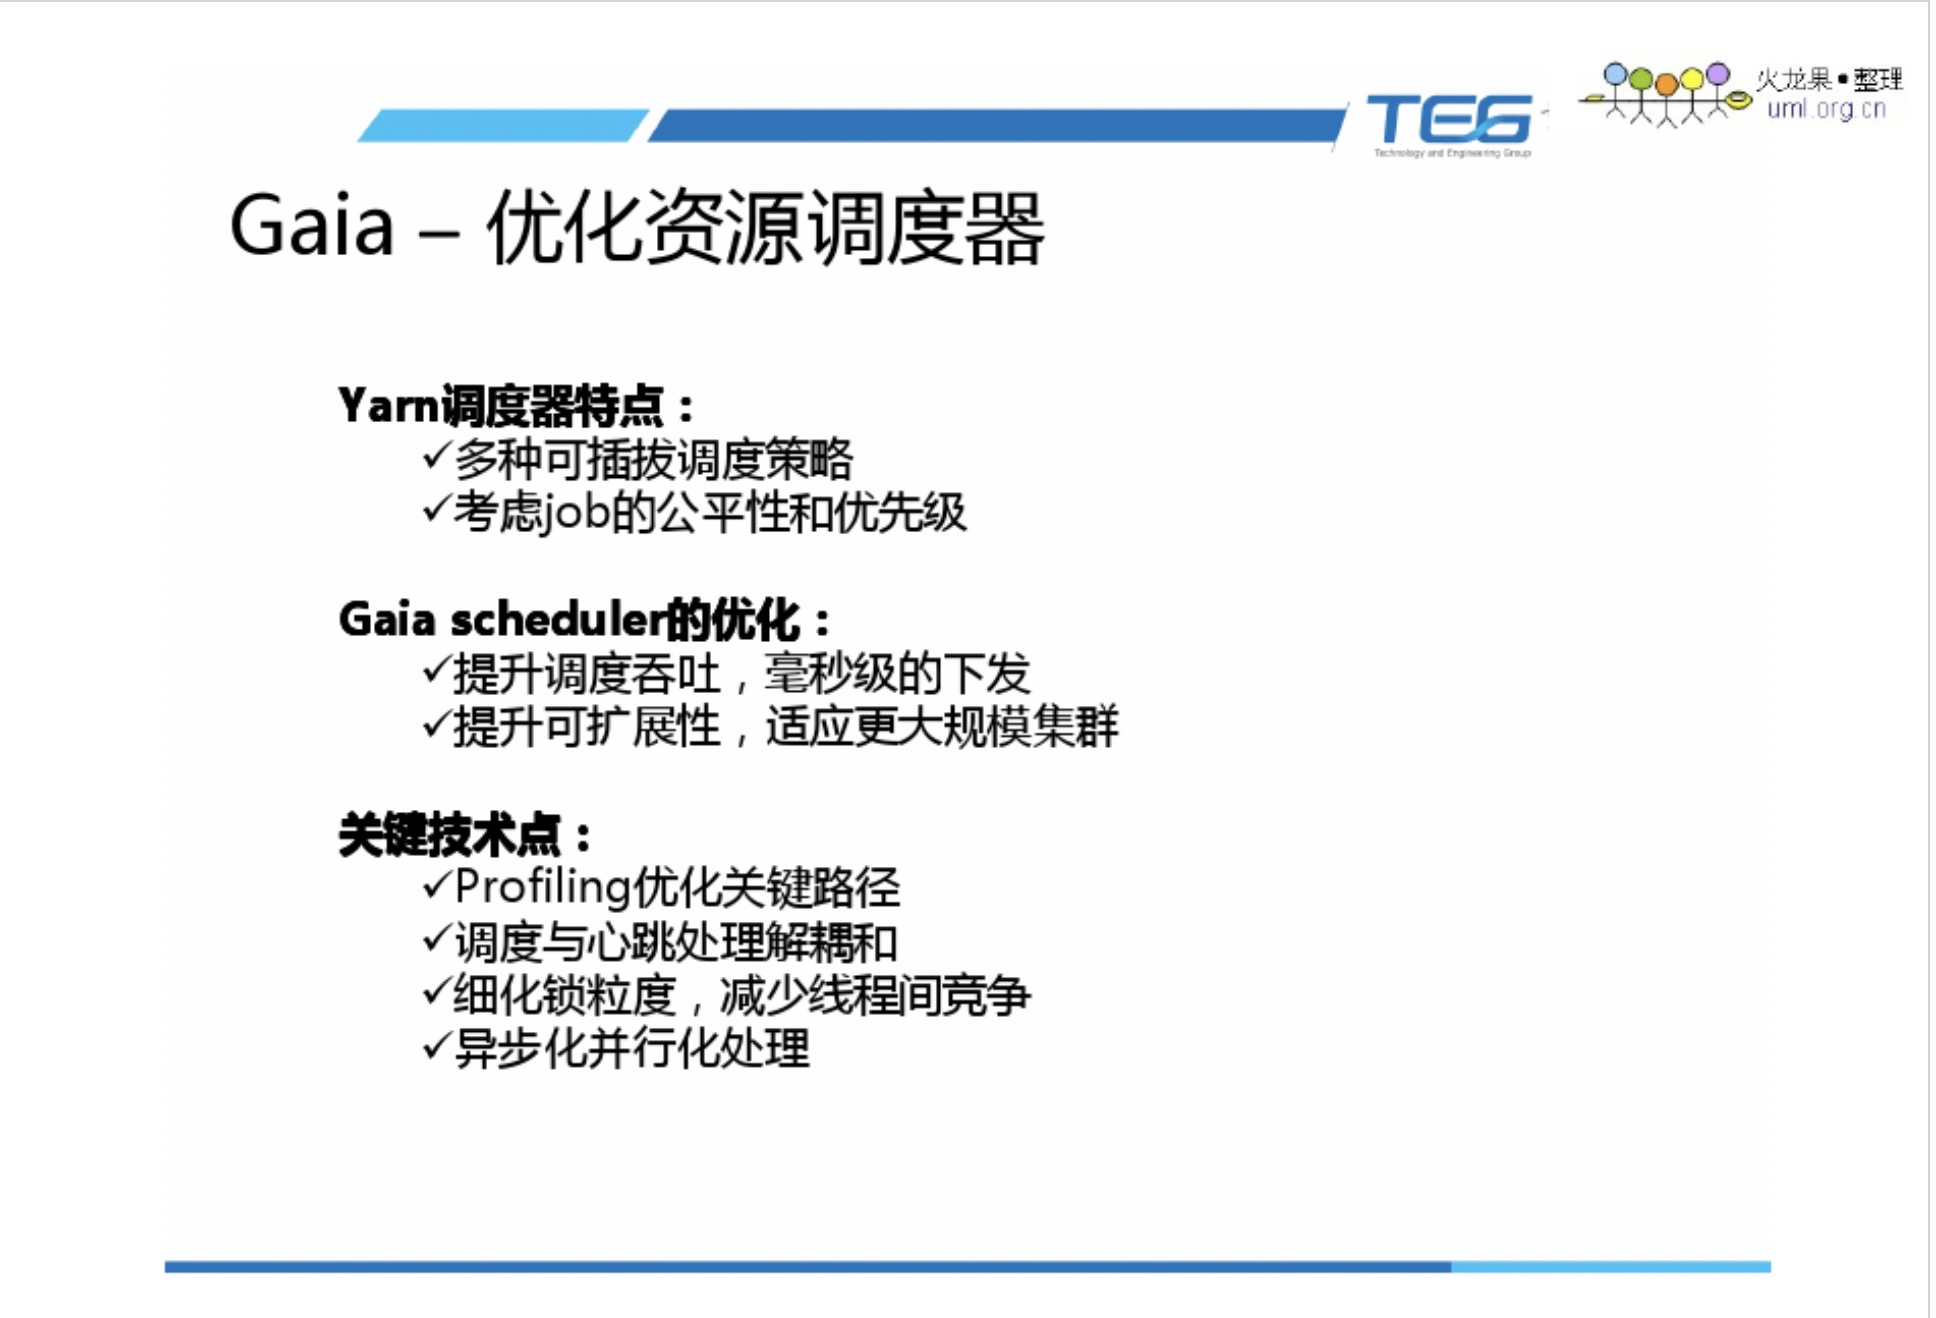 火龙果•整理
uml.org.cn
TEG
Technology and Engineering Group
Gaia – 优化资源调度器
Yarn调度器特点：
✓多种可插拔调度策略
✓考虑job的公平性和优先级
Gaia scheduler的优化：
✓提升调度吞吐，毫秒级的下发
✓提升可扩展性，适应更大规模集群
关键技术点：
✓Profiling优化关键路径
✓调度与心跳处理解耦和
✓细化锁粒度，减少线程间竞争
✓异步化并行化处理